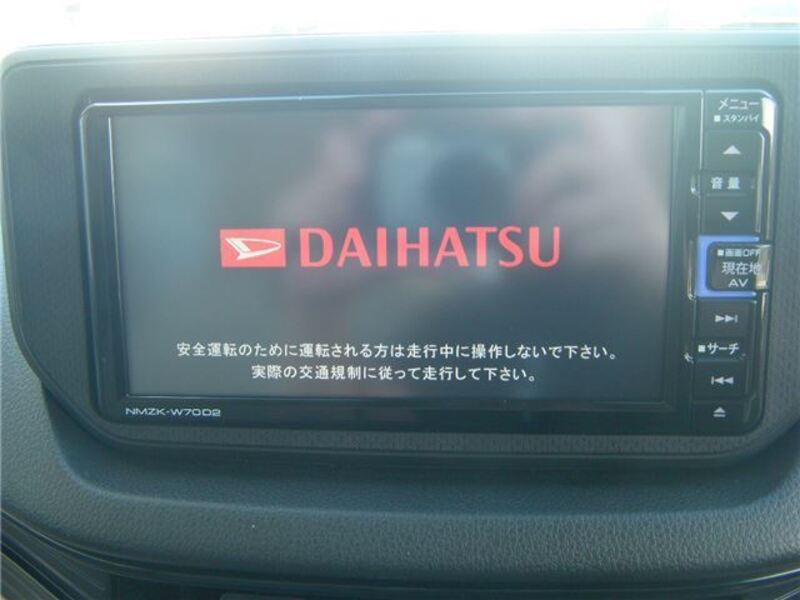 DAIHATSU
安全運転のために運転される方は走行中に操作しないで下さい。
実際の交通規制に従って走行して下さい。
NMZK-W70D2
メニュー
■スタンバイ
▲
音量
▼
■画面OFF
現在地
AV
▶▶|
■サーチ
|◀◀
⏏